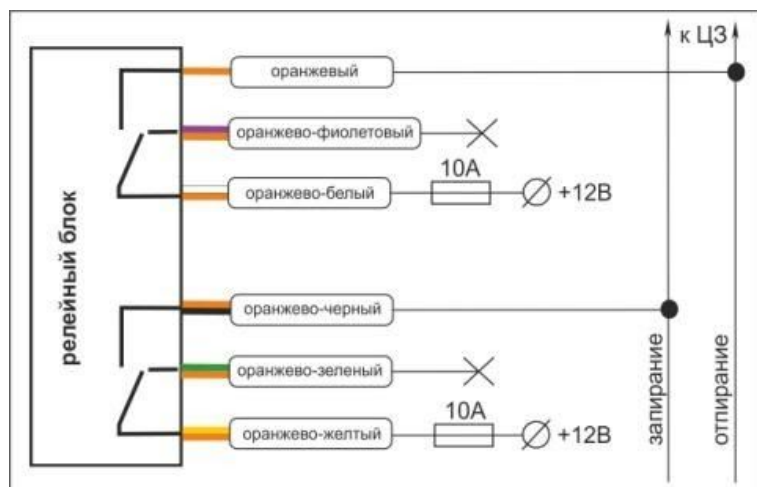 к ЦЗ
оранжевый
оранжево-фиолетовый
10А
оранжево-белый
+12В
релейный блок
оранжево-черный
запирание
отпирание
оранжево-зеленый
10А
оранжево-желтый
+12В